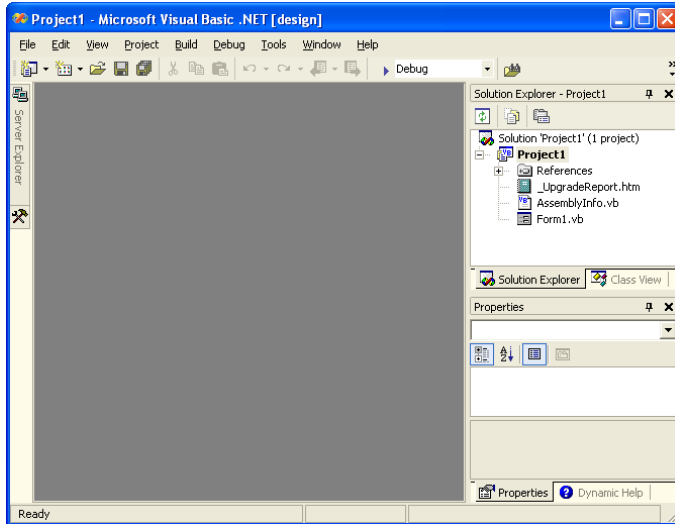 Project1 - Microsoft Visual Basic .NET [design]
File Edit View Project Build Debug Tools Window Help
Debug
Server Explorer
Solution Explorer - Project1
Solution 'Project1' (1 project)
Project1
References
_UpgradeReport.htm
AssemblyInfo.vb
Form1.vb
Solution Explorer Class View
Properties
Properties Dynamic Help
Ready